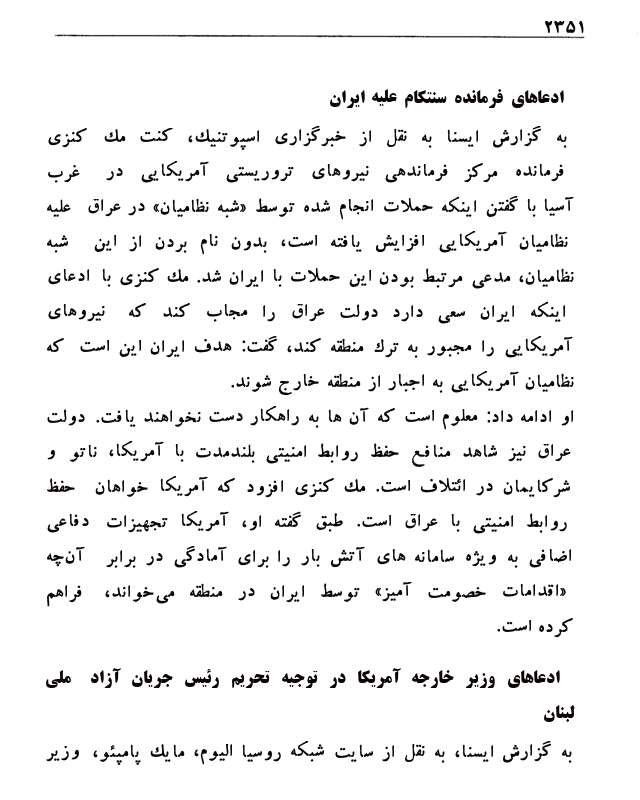 ۲۳۵۱
ادعاهای فرمانده سنتکام علیه ایران
به گزارش ایسنا به نقل از خبرگزاری اسپوتنیك، کنت مك کنزی
فرمانده مرکز فرماندهی نیروهای تروریستی آمریکایی در غرب
آسیا با گفتن اینکه حملات انجام شده توسط «شبه نظامیان» در عراق علیه
نظامیان آمریکایی افزایش یافته است، بدون نام بردن از این شبه
نظامیان، مدعی مرتبط بودن این حملات با ایران شد. مك کنزی با ادعای
اینکه ایران سعی دارد دولت عراق را مجاب کند که نیروهای
آمریکایی را مجبور به ترك منطقه کند، گفت: هدف ایران این است که
نظامیان آمریکایی به اجبار از منطقه خارج شوند.
او ادامه داد: معلوم است که آن ها به راهکار دست نخواهند یافت. دولت
عراق نیز شاهد منافع حفظ روابط امنیتی بلندمدت با آمریکا، ناتو و
شرکایمان در ائتلاف است. مك کنزی افزود که آمریکا خواهان حفظ
روابط امنیتی با عراق است. طبق گفته او، آمریکا تجهیزات دفاعی
اضافی به ویژه سامانه های آتش بار را برای آمادگی در برابر آن‌چه
«اقدامات خصومت آمیز» توسط ایران در منطقه می‌خواند، فراهم
کرده است.
ادعاهای وزیر خارجه آمریکا در توجیه تحریم رئیس جریان آزاد ملی
لبنان
به گزارش ایسنا، به نقل از سایت شبکه روسیا الیوم، مایك پامپئو، وزیر